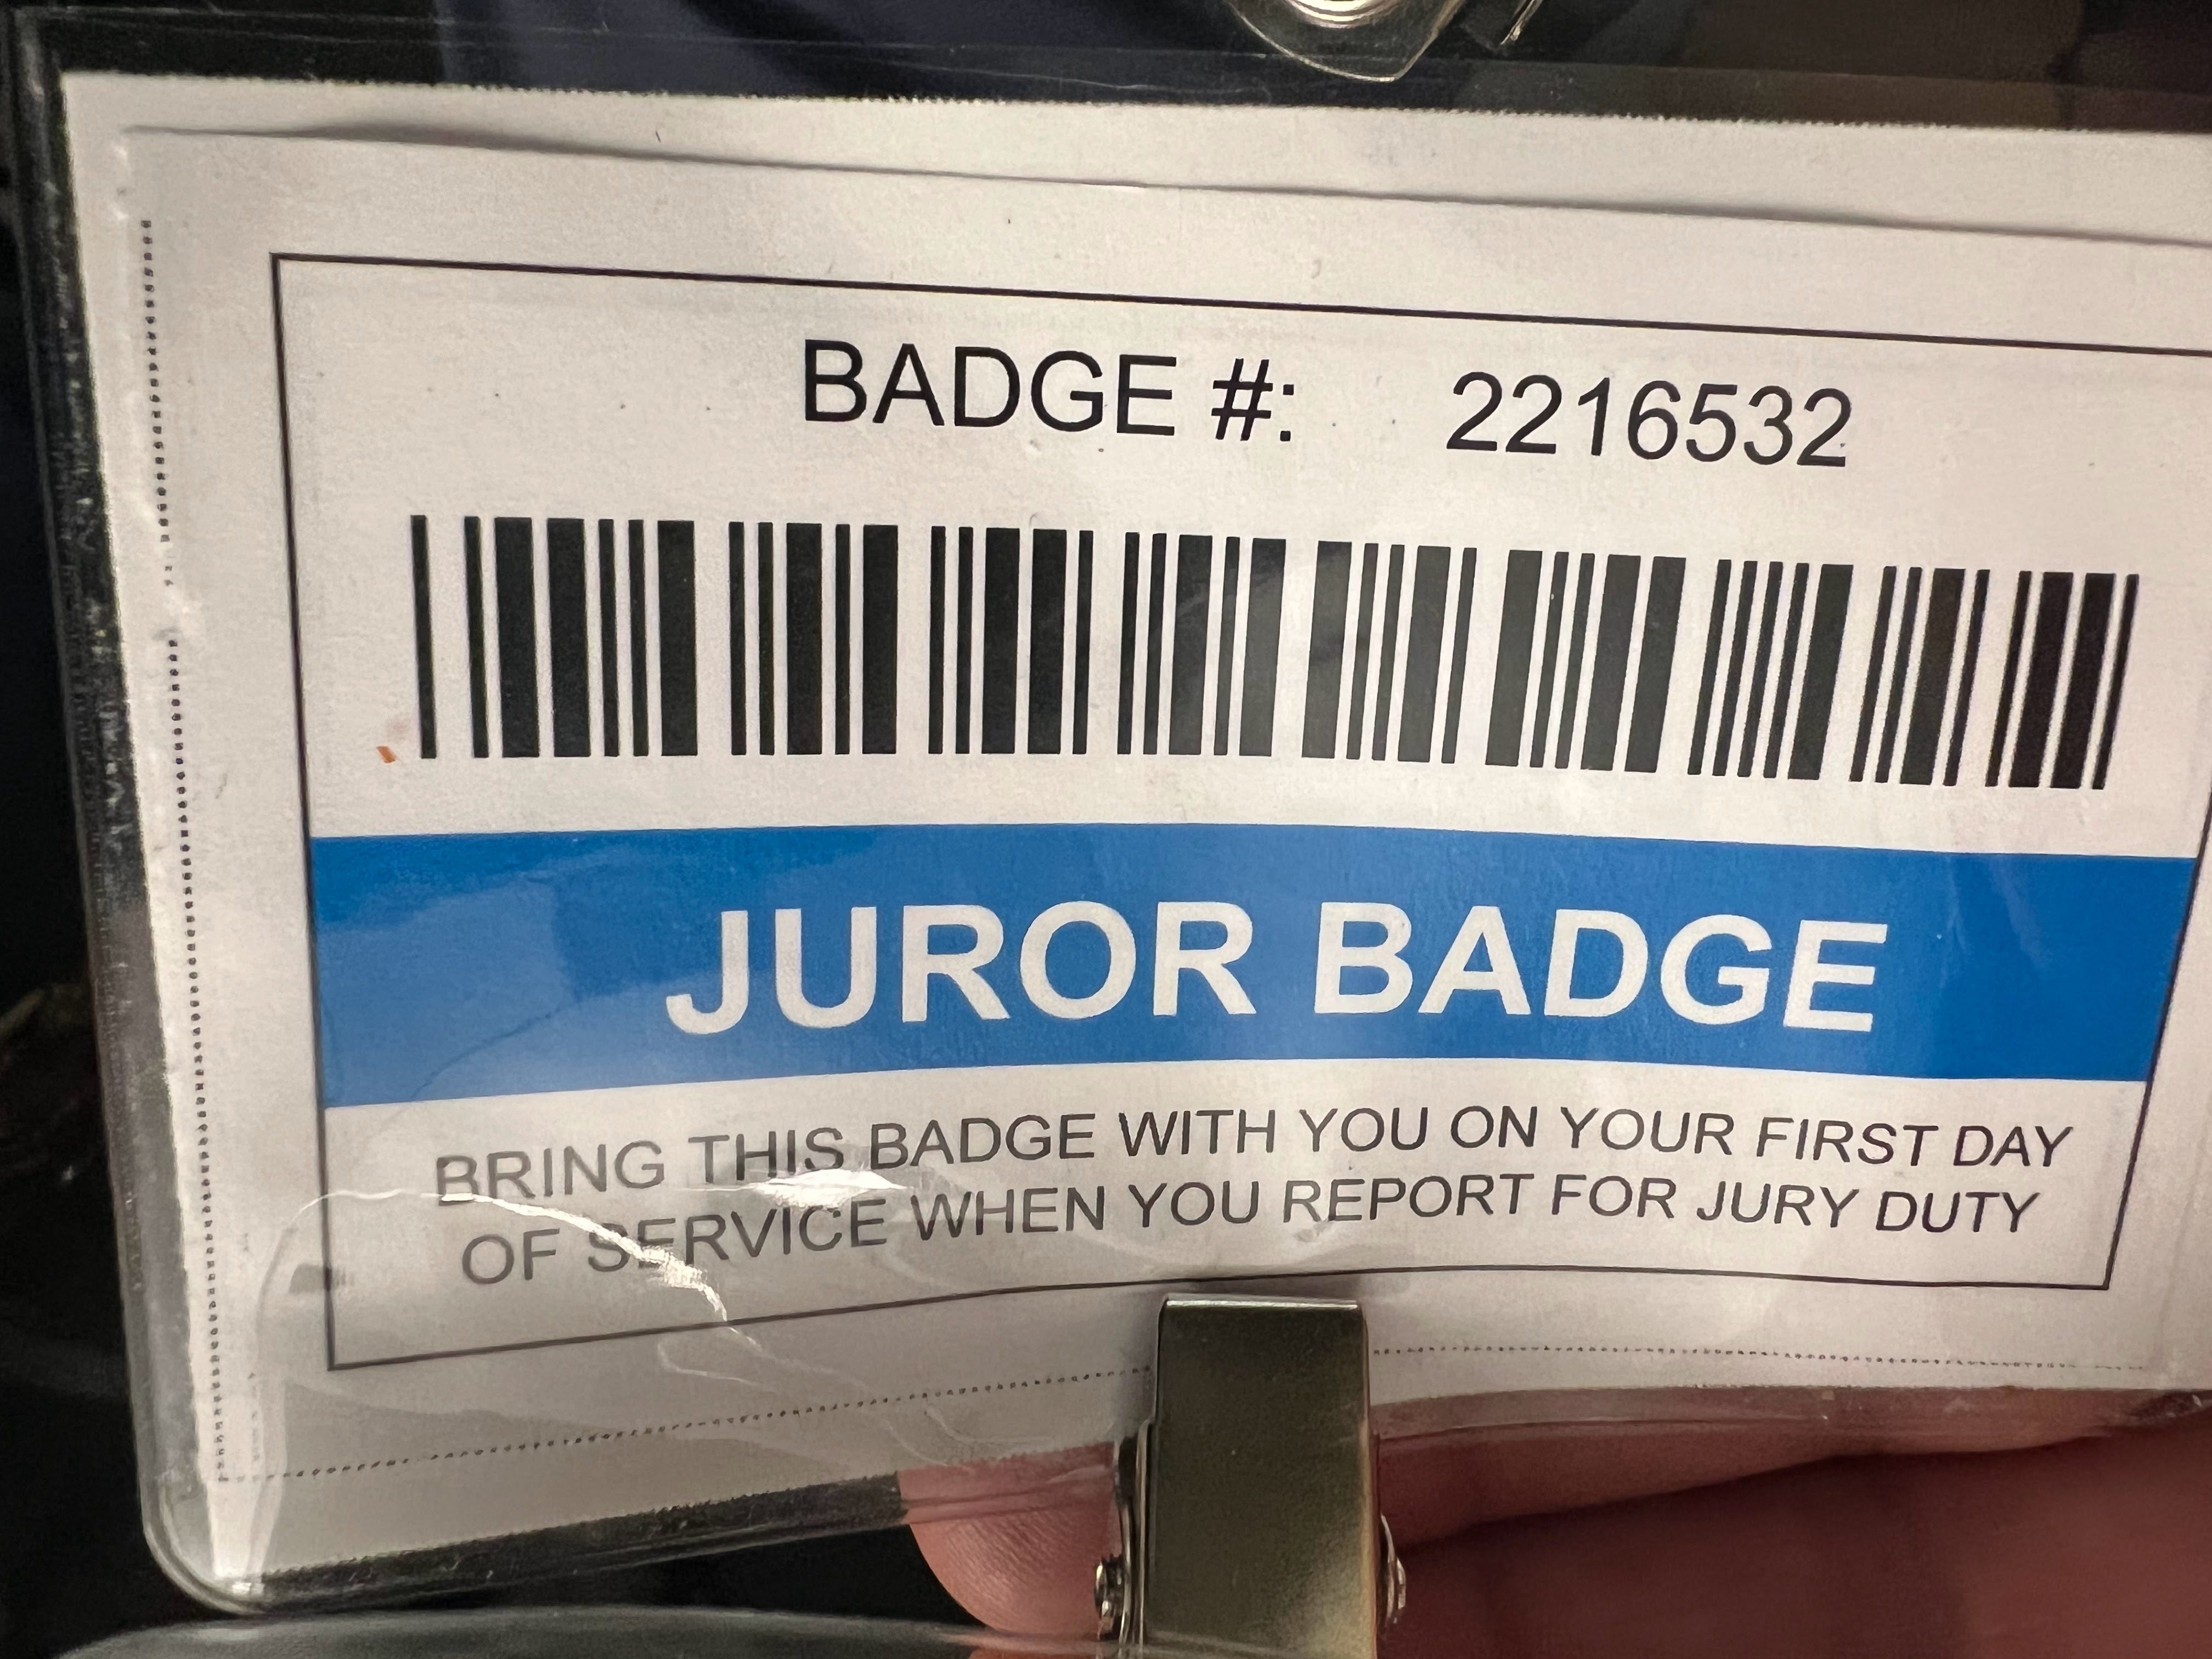 BADGE #: 2216532
JUROR BADGE
BRING THIS BADGE WITH YOU ON YOUR FIRST DAY
OF SERVICE WHEN YOU REPORT FOR JURY DUTY